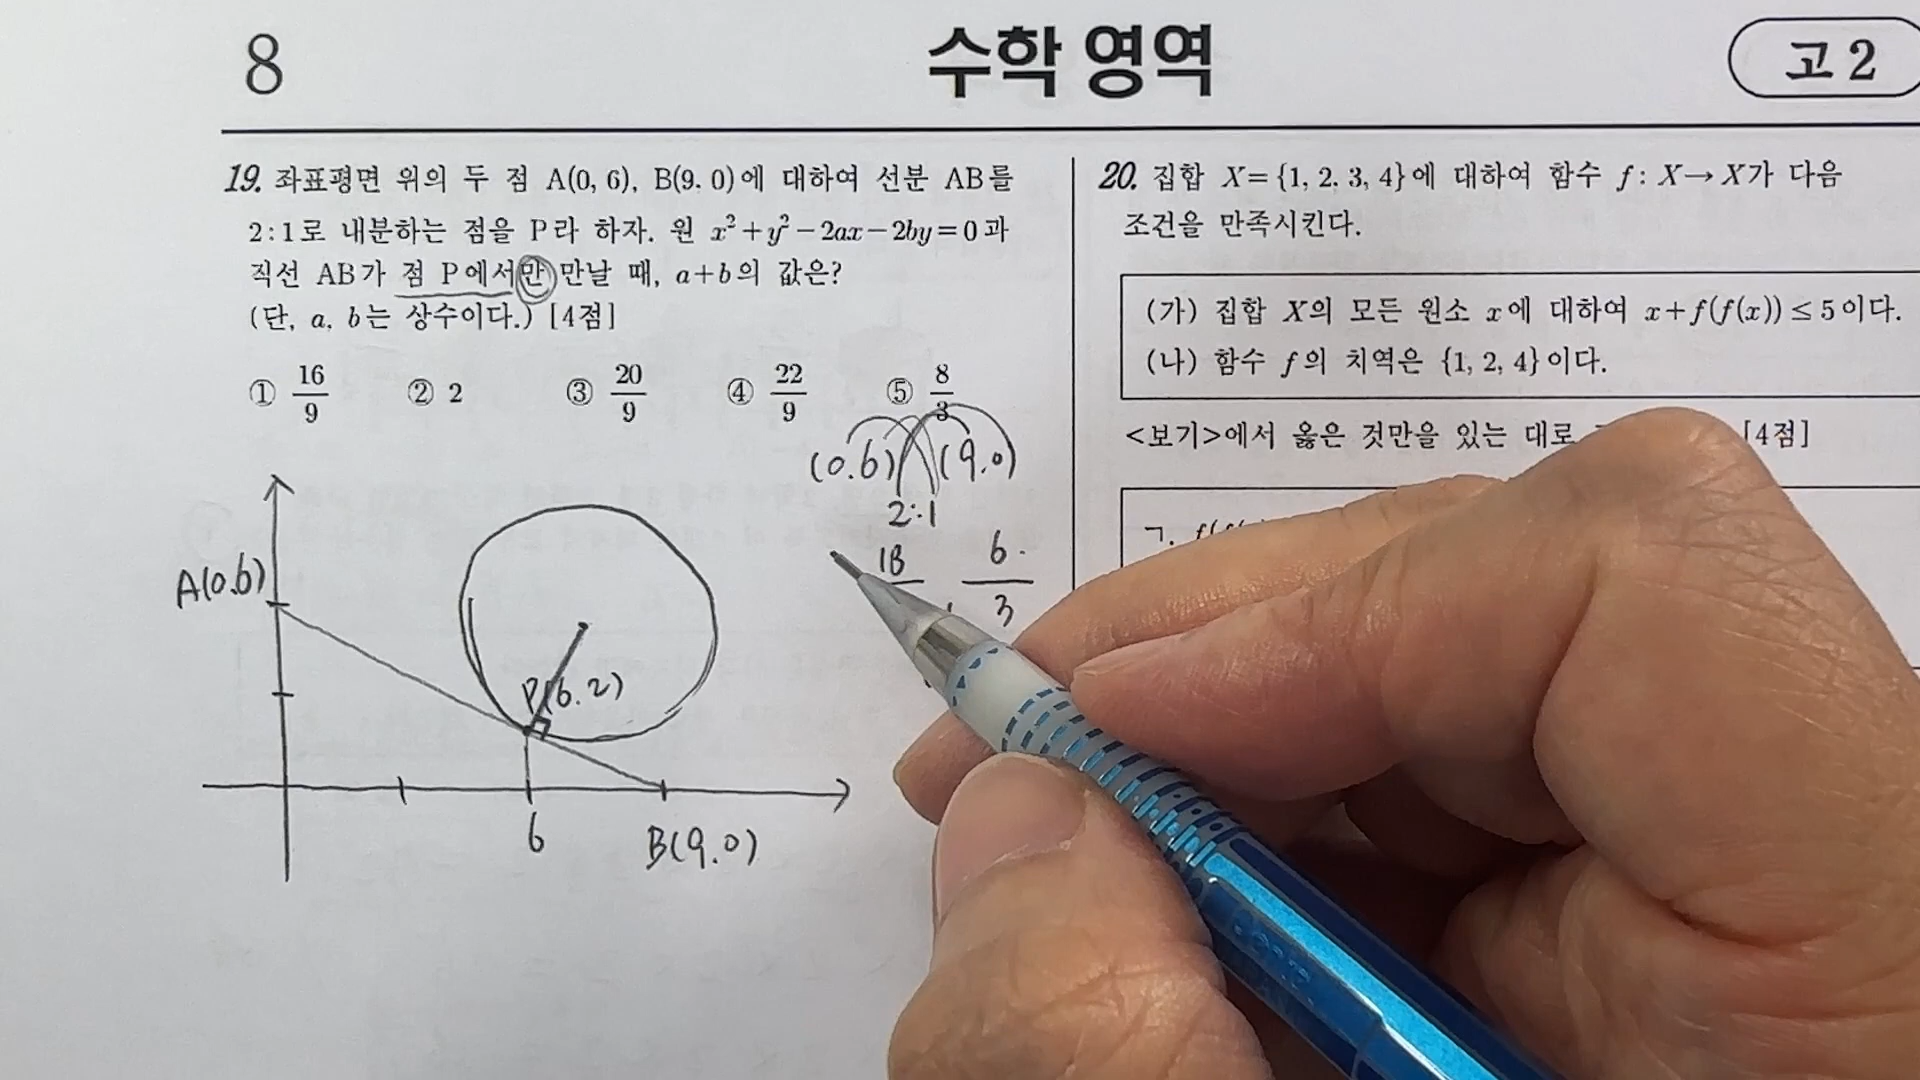 8
수학 영역
고 2
19. 좌표평면 위의 두 점 A(0, 6), B(9, 0)에 대하여 선분 AB를
2 : 1로 내분하는 점을 P라 하자. 원 x²+y²−2ax−2by=0과
직선 AB가 점 P에서만 만날 때, a+b의 값은?
(단, a, b는 상수이다.) [4점]
① 16/9 ② 2 ③ 20/9 ④ 22/9 ⑤ 8/3
(0.6) (9.0)
2:1
18 6
3
A(0.6)
P(6.2)
6
B(9.0)
20. 집합 X={1, 2, 3, 4}에 대하여 함수 f : X→X가 다음
조건을 만족시킨다.
(가) 집합 X의 모든 원소 x에 대하여 x+f(f(x))≤5이다.
(나) 함수 f의 치역은 {1, 2, 4}이다.
<보기>에서 옳은 것만을 있는 대로 [4점]
ㄱ.